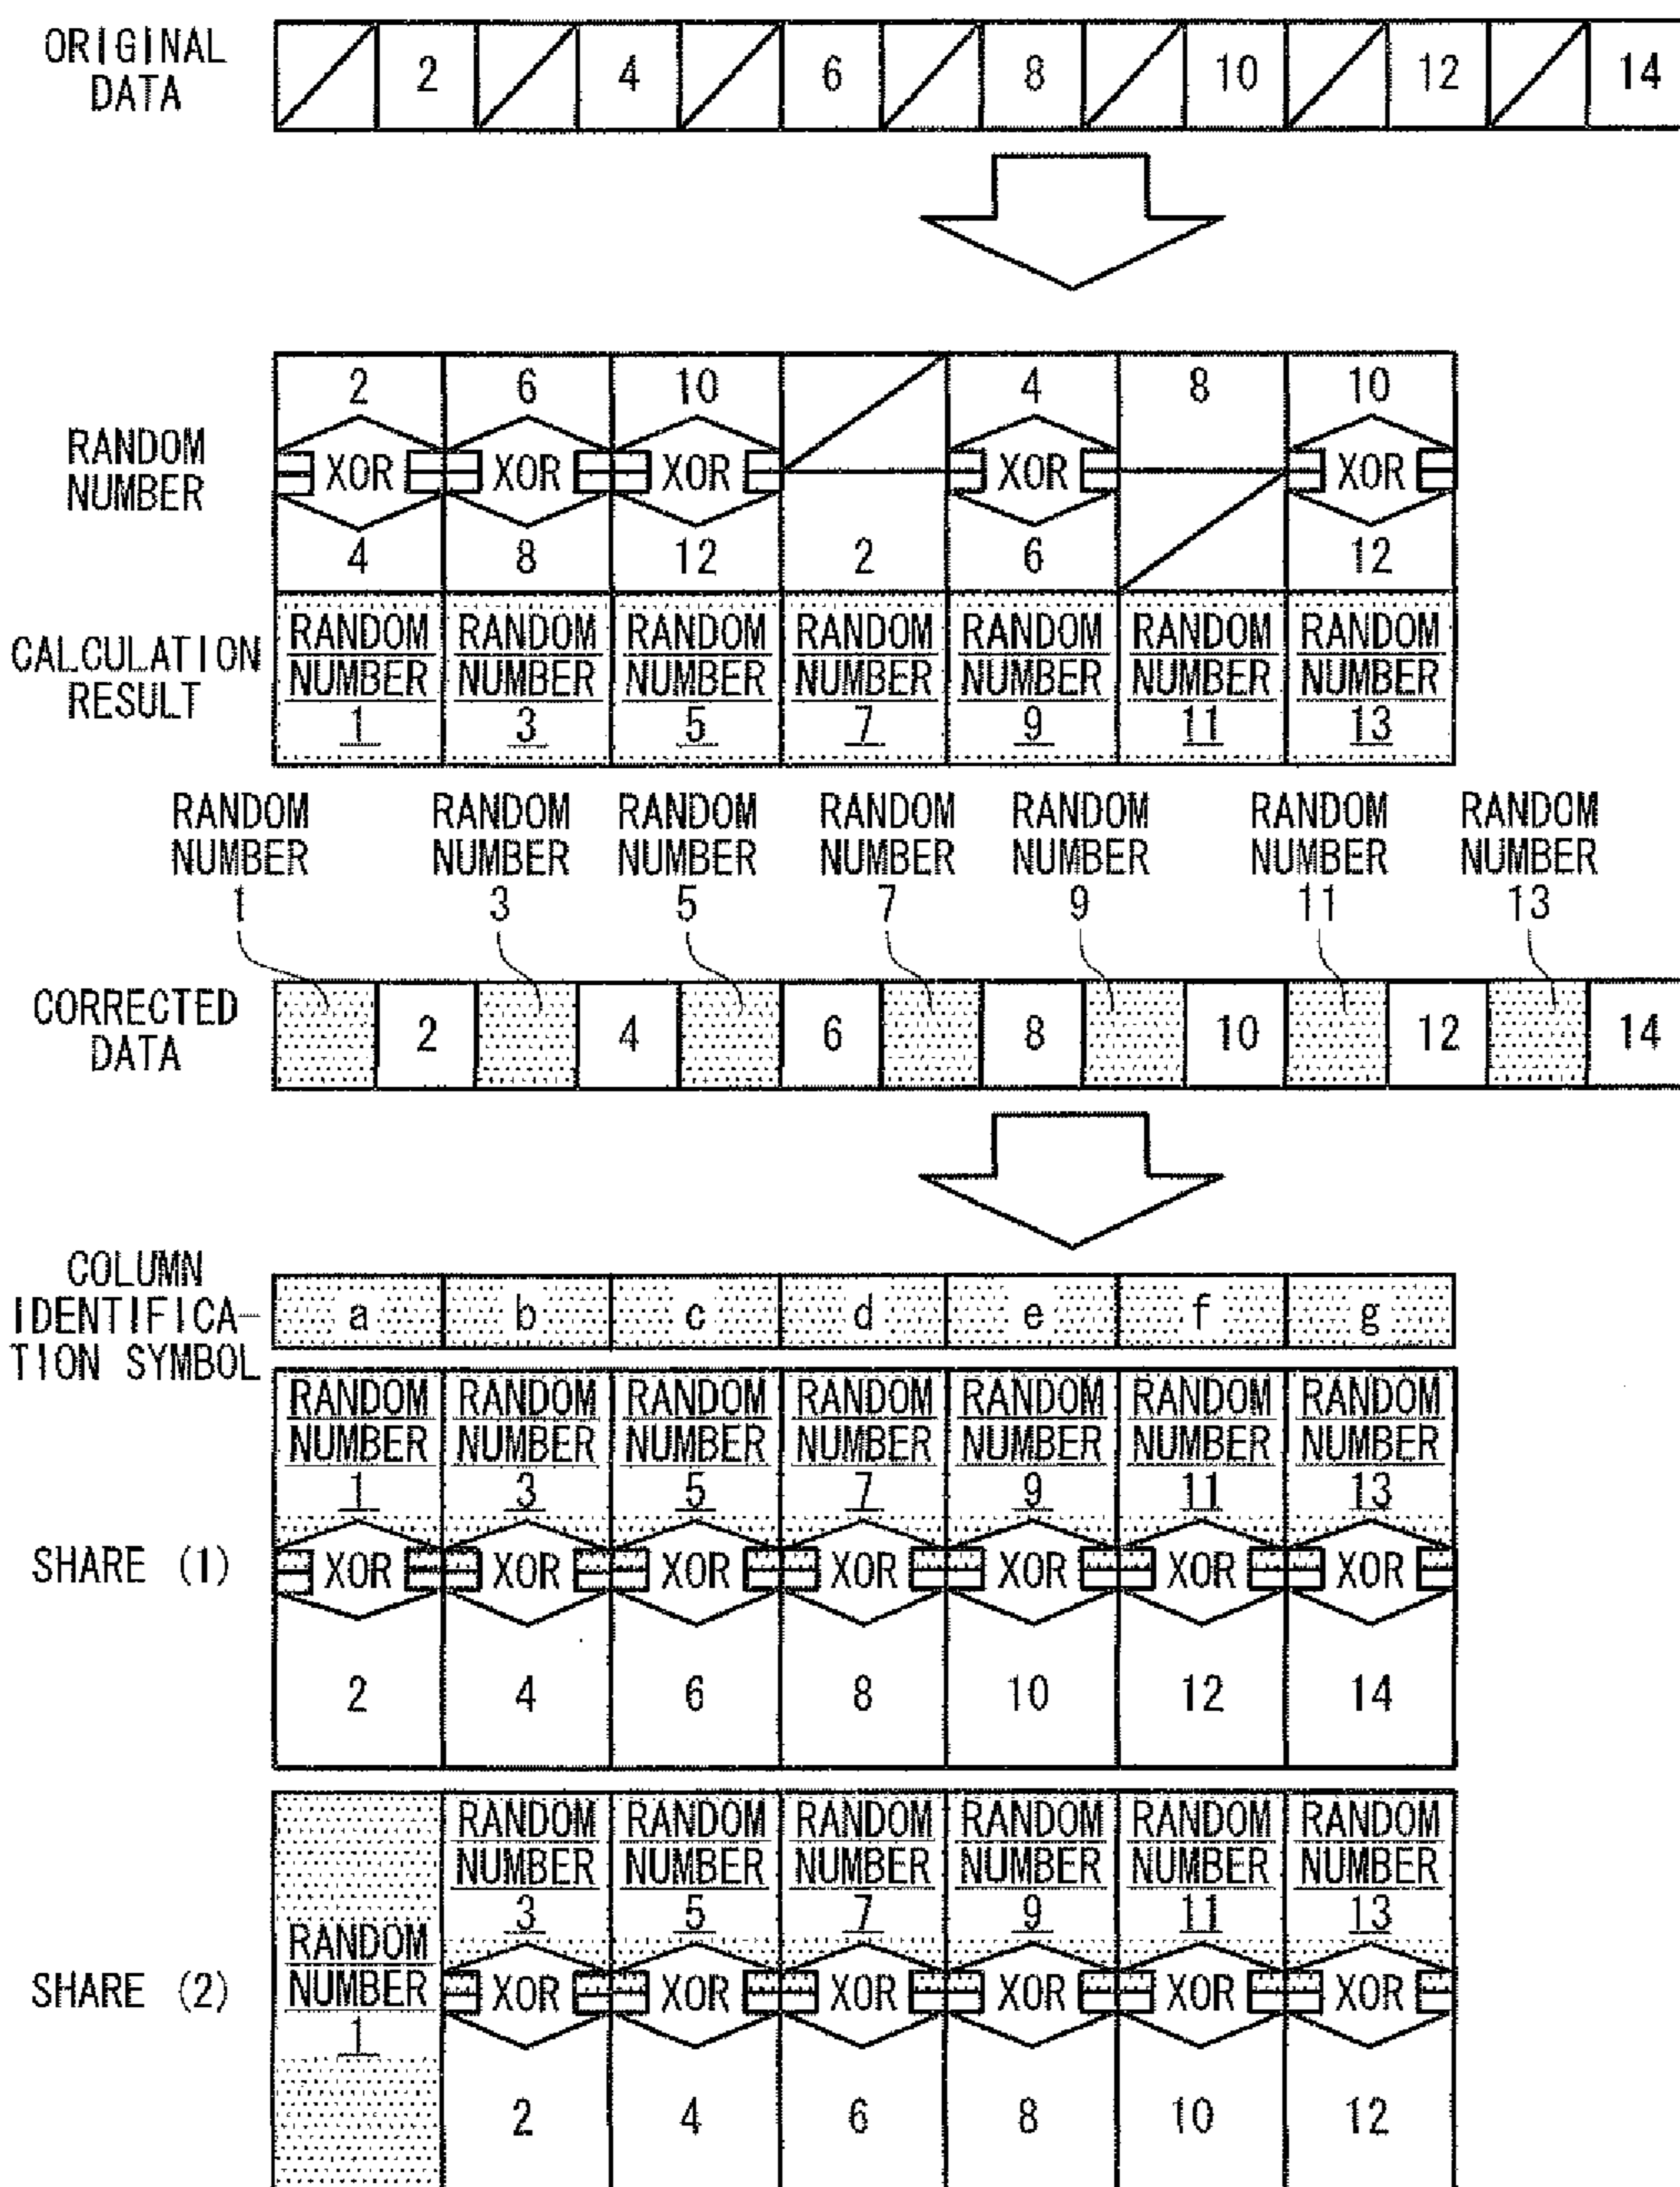 ORIGINAL
DATA
2 4 6 8 10 12 14
2 6 10 4 8 10
RANDOM
NUMBER
XOR XOR XOR XOR XOR
4 8 12 2 6 12
CALCULATION
RESULT
RANDOM RANDOM RANDOM RANDOM RANDOM RANDOM RANDOM
NUMBER NUMBER NUMBER NUMBER NUMBER NUMBER NUMBER
1 3 5 7 9 11 13
RANDOM RANDOM RANDOM RANDOM RANDOM RANDOM RANDOM
NUMBER NUMBER NUMBER NUMBER NUMBER NUMBER NUMBER
1 3 5 7 9 11 13
CORRECTED
DATA
2 4 6 8 10 12 14
COLUMN
IDENTIFICA-
TION SYMBOL
a b c d e f g
RANDOM RANDOM RANDOM RANDOM RANDOM RANDOM RANDOM
NUMBER NUMBER NUMBER NUMBER NUMBER NUMBER NUMBER
1 3 5 7 9 11 13
SHARE (1)
XOR XOR XOR XOR XOR XOR XOR
2 4 6 8 10 12 14
RANDOM RANDOM RANDOM RANDOM RANDOM RANDOM
NUMBER NUMBER NUMBER NUMBER NUMBER NUMBER
3 5 7 9 11 13
SHARE (2)
RANDOM
NUMBER
1
XOR XOR XOR XOR XOR XOR
2 4 6 8 10 12